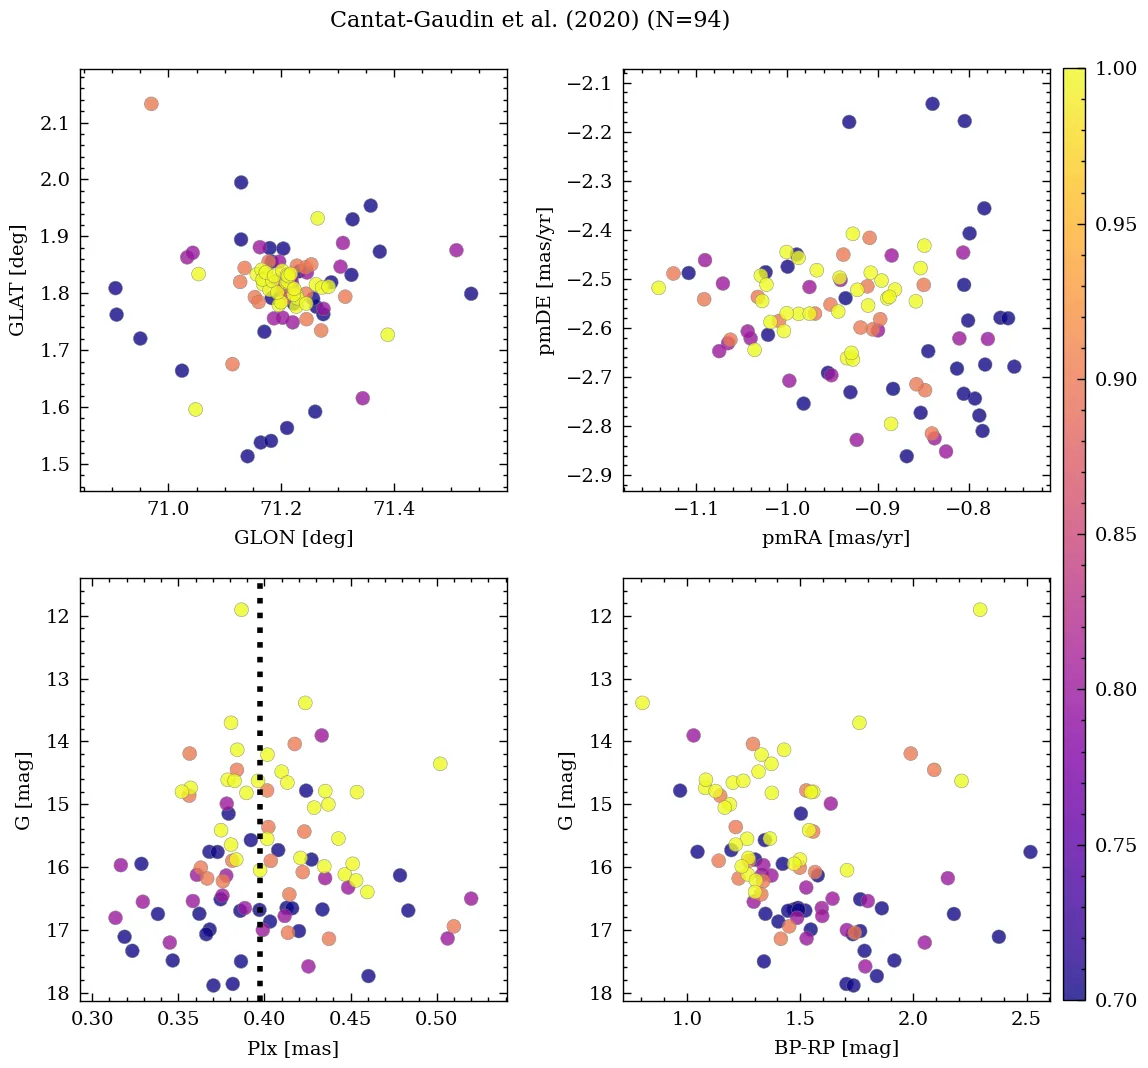 Cantat-Gaudin et al. (2020) (N=94)
GLAT [deg]
2.1
2.0
1.9
1.8
1.7
1.6
1.5
71.0 71.2 71.4
GLON [deg]
pmDE [mas/yr]
−2.1
−2.2
−2.3
−2.4
−2.5
−2.6
−2.7
−2.8
−2.9
−1.1 −1.0 −0.9 −0.8
pmRA [mas/yr]
G [mag]
12
13
14
15
16
17
18
0.30 0.35 0.40 0.45 0.50
Plx [mas]
G [mag]
12
13
14
15
16
17
18
1.0 1.5 2.0 2.5
BP-RP [mag]
1.00
0.95
0.90
0.85
0.80
0.75
0.70